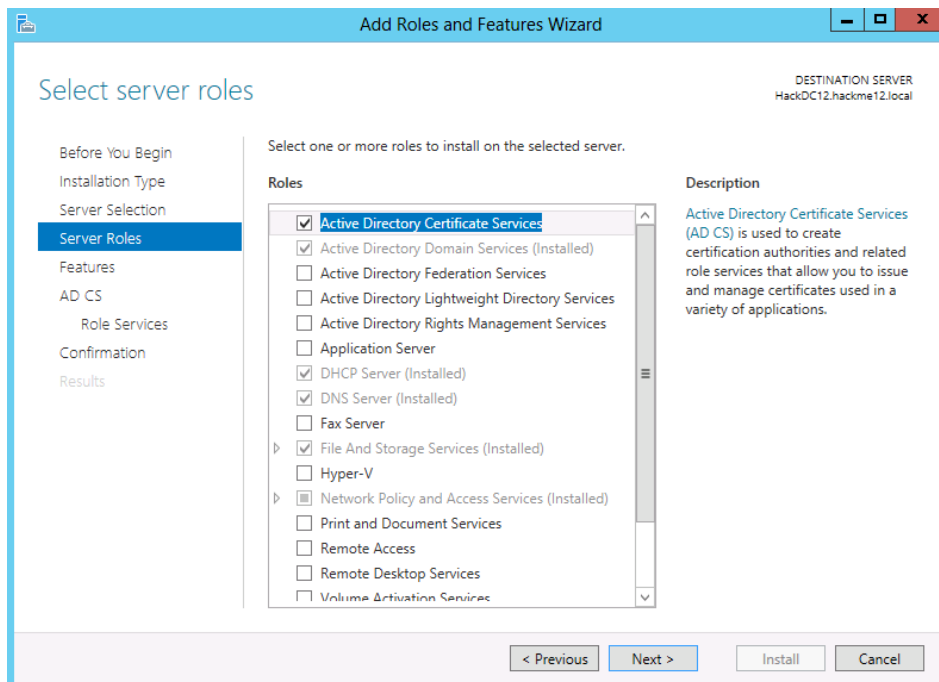 Add Roles and Features Wizard
Select server roles
DESTINATION SERVER
HackDC12.hackme12.local
Before You Begin
Installation Type
Server Selection
Server Roles
Features
AD CS
Role Services
Confirmation
Results
Select one or more roles to install on the selected server.
Roles
Active Directory Certificate Services
Active Directory Domain Services (Installed)
Active Directory Federation Services
Active Directory Lightweight Directory Services
Active Directory Rights Management Services
Application Server
DHCP Server (Installed)
DNS Server (Installed)
Fax Server
File And Storage Services (Installed)
Hyper-V
Network Policy and Access Services (Installed)
Print and Document Services
Remote Access
Remote Desktop Services
Volume Activation Services
Description
Active Directory Certificate Services
(AD CS) is used to create
certification authorities and related
role services that allow you to issue
and manage certificates used in a
variety of applications.
< Previous
Next >
Install
Cancel